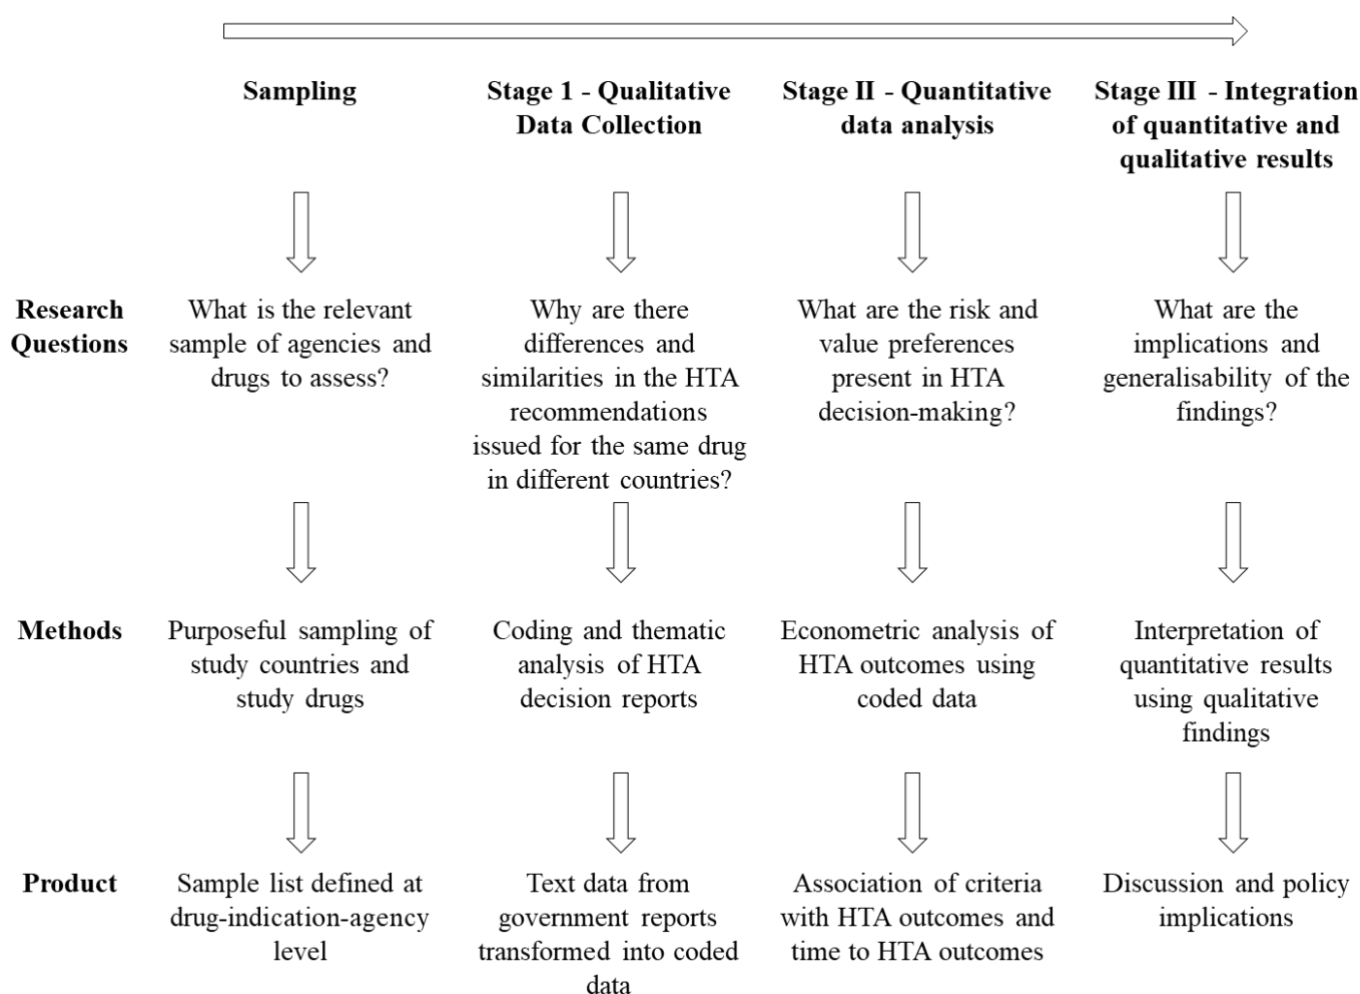 Sampling
Stage 1 - Qualitative
Data Collection
Stage II - Quantitative
data analysis
Stage III - Integration
of quantitative and
qualitative results
Research
Questions
What is the relevant
sample of agencies and
drugs to assess?
Why are there
differences and
similarities in the HTA
recommendations
issued for the same drug
in different countries?
What are the risk and
value preferences
present in HTA
decision-making?
What are the
implications and
generalisability of the
findings?
Methods
Purposeful sampling of
study countries and
study drugs
Coding and thematic
analysis of HTA
decision reports
Econometric analysis of
HTA outcomes using
coded data
Interpretation of
quantitative results
using qualitative
findings
Product
Sample list defined at
drug-indication-agency
level
Text data from
government reports
transformed into coded
data
Association of criteria
with HTA outcomes and
time to HTA outcomes
Discussion and policy
implications